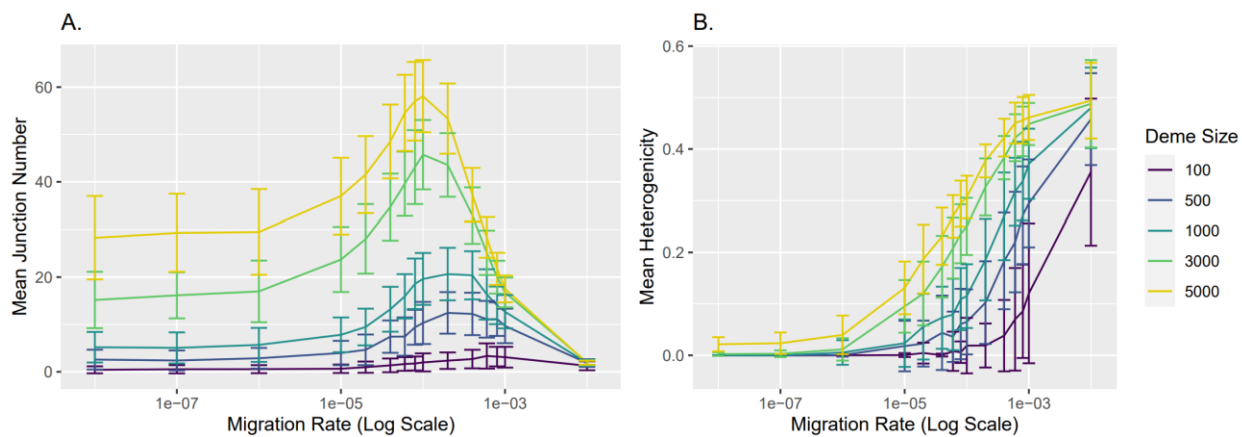 A.
60
40
20
0
Mean Junction Number
1e-07
1e-05
1e-03
Migration Rate (Log Scale)
B.
0.6
0.4
0.2
0.0
Mean Heterogenicity
1e-07
1e-05
1e-03
Migration Rate (Log Scale)
Deme Size
100
500
1000
3000
5000